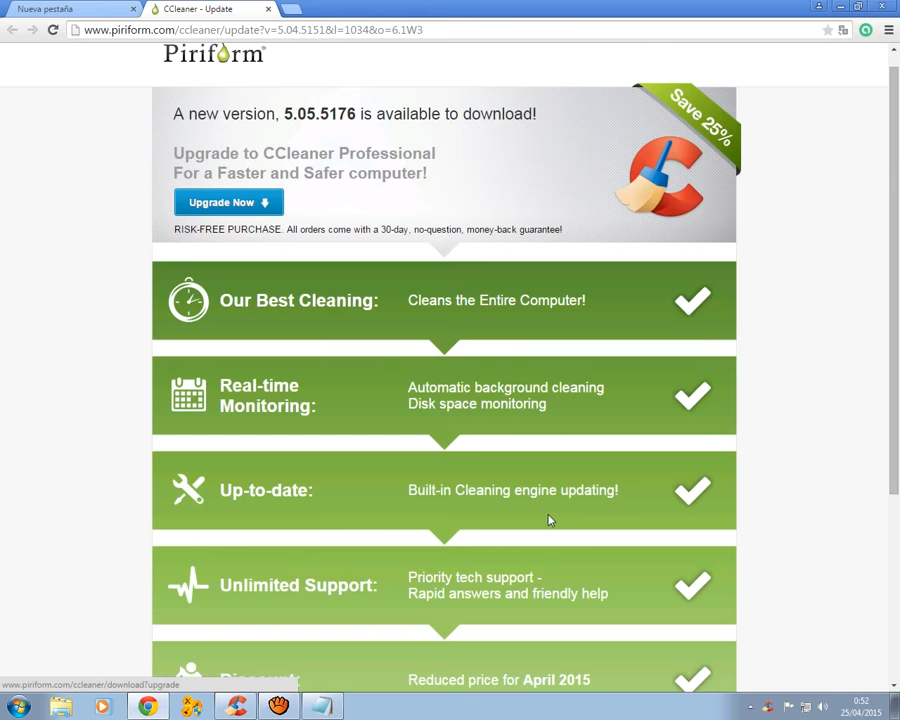 Nueva pestaña
CCleaner - Update
www.piriform.com/ccleaner/update?v=5.04.5151&l=1034&o=6.1W3
Piriform®
A new version, 5.05.5176 is available to download!
Save 25%
Upgrade to CCleaner Professional
For a Faster and Safer computer!
Upgrade Now
RISK-FREE PURCHASE. All orders come with a 30-day, no-question, money-back guarantee!
Our Best Cleaning:
Cleans the Entire Computer!
Real-time
Monitoring:
Automatic background cleaning
Disk space monitoring
Up-to-date:
Built-in Cleaning engine updating!
Unlimited Support:
Priority tech support -
Rapid answers and friendly help
Discount:
Reduced price for April 2015
www.piriform.com/ccleaner/download?upgrade
0:52
25/04/2015